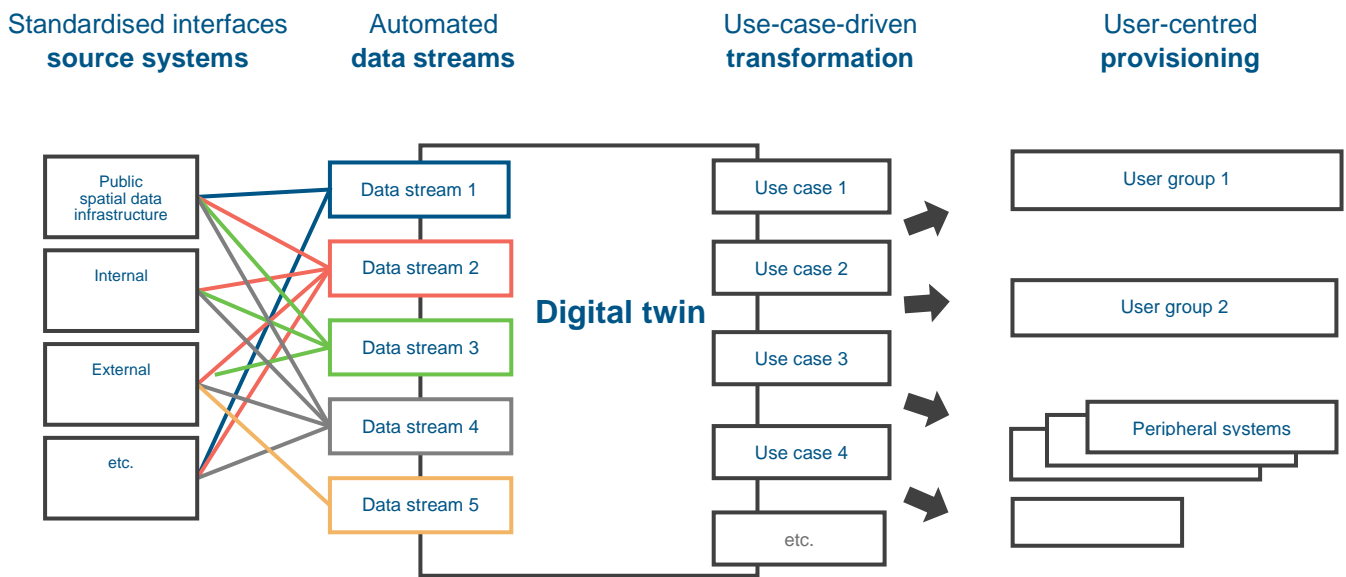 Standardised interfaces
source systems
Automated
data streams
Use-case-driven
transformation
User-centred
provisioning
Public
spatial data
infrastructure
Internal
External
etc.
Data stream 1
Data stream 2
Data stream 3
Data stream 4
Data stream 5
Digital twin
Use case 1
Use case 2
Use case 3
Use case 4
etc.
User group 1
User group 2
Peripheral systems